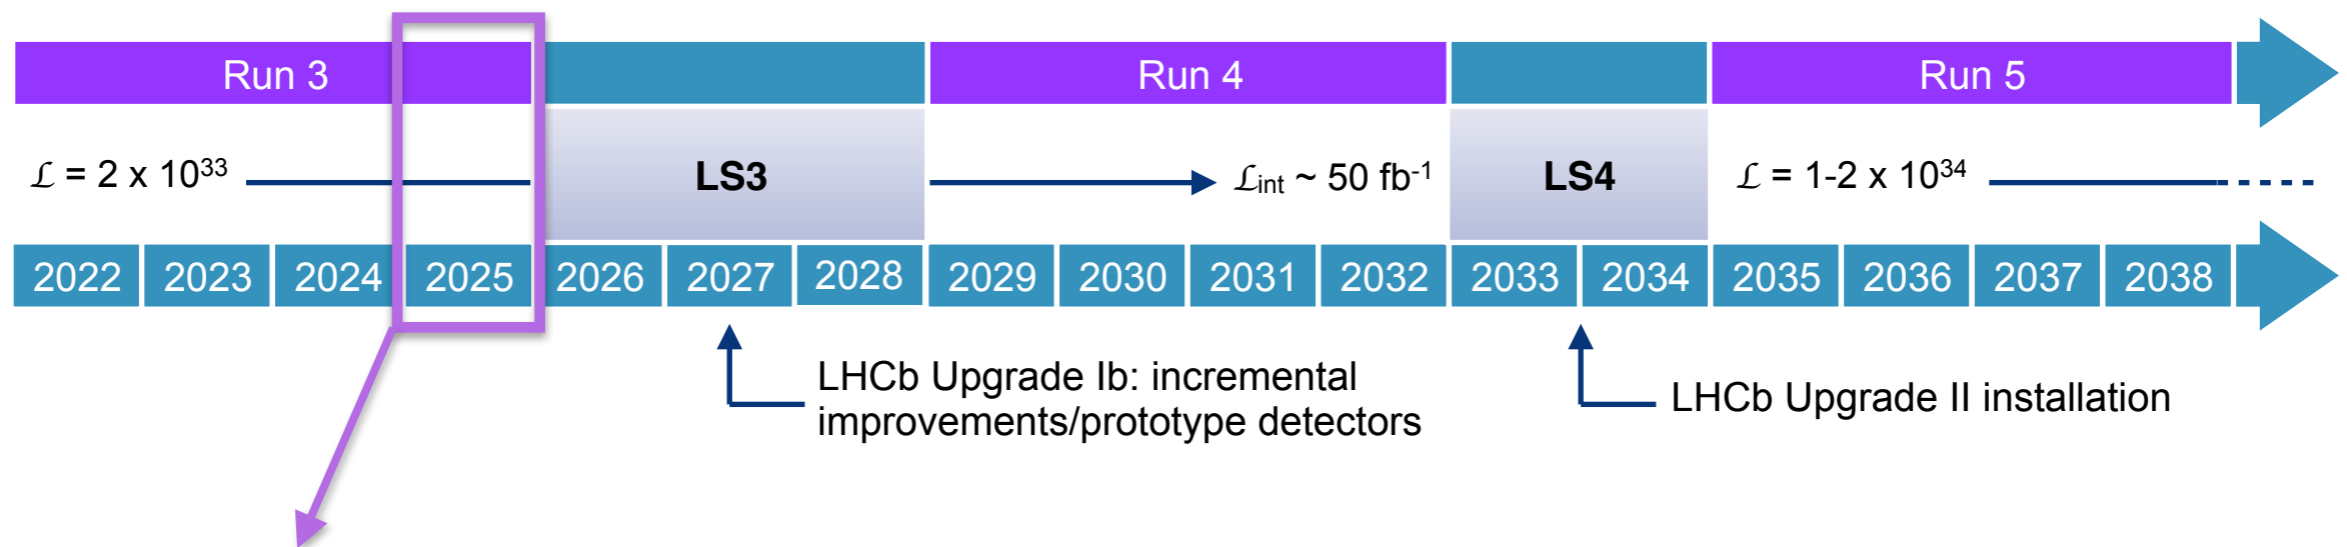 Run 3 Run 4 Run 5
ℒ = 2 x 10³³ LS3 ℒint ~ 50 fb⁻¹ LS4 ℒ = 1-2 x 10³⁴
2022 2023 2024 2025 2026 2027 2028 2029 2030 2031 2032 2033 2034 2035 2036 2037 2038
LHCb Upgrade Ib: incremental
improvements/prototype detectors
LHCb Upgrade II installation